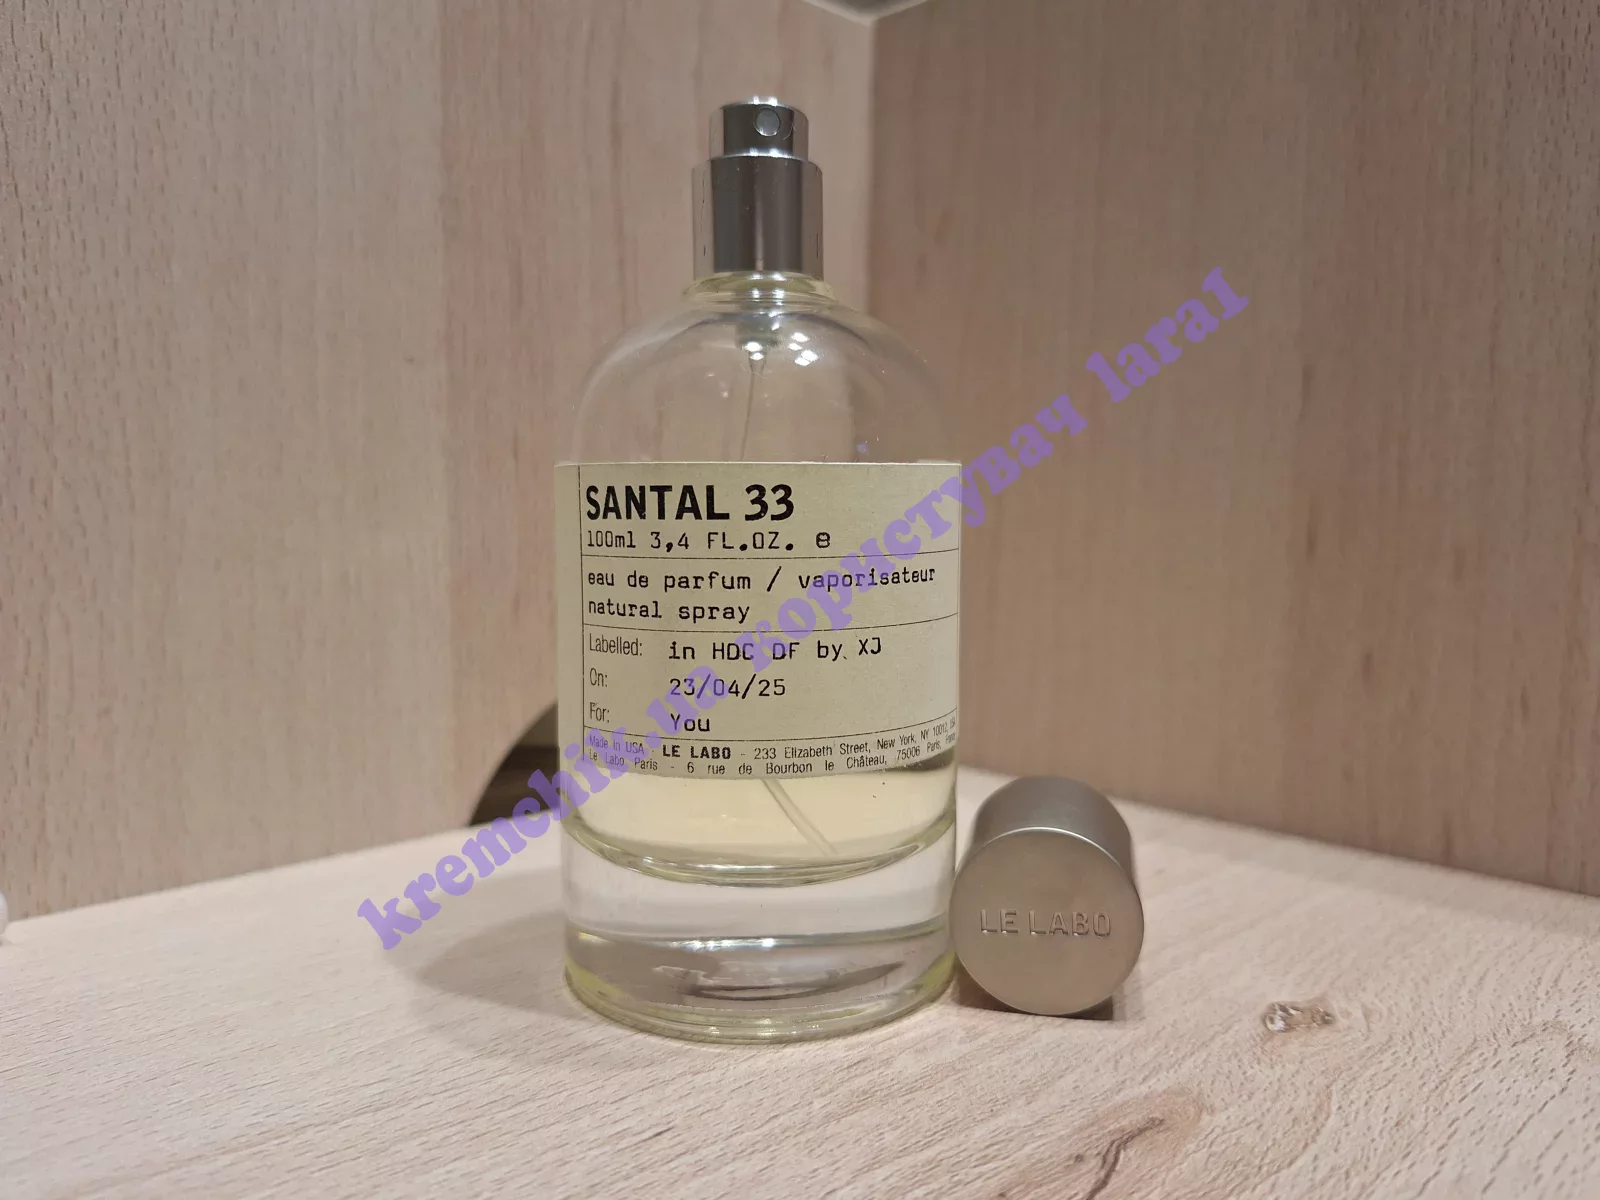 SANTAL 33
100ml 3,4 FL.OZ. e
eau de parfum / vaporisateur
natural spray
Labelled: in HDC DF by XJ
On: 23/04/25
For: You
Made in USA - LE LABO - 233 Elizabeth Street, New York, NY 10012, USA
Le Labo Paris - 6 rue de Bourbon le Château, 75006 Paris, France
LE LABO
kremchik.ua користувач lara1